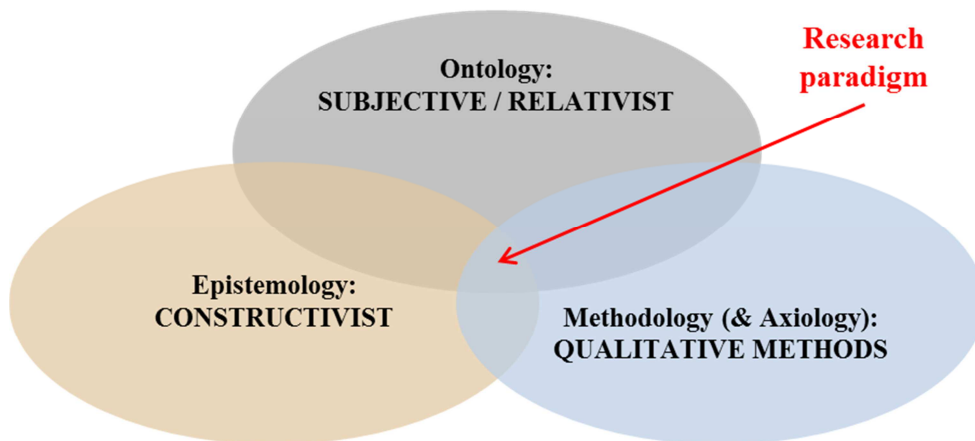 Research
paradigm
Ontology:
SUBJECTIVE / RELATIVIST
Epistemology:
CONSTRUCTIVIST
Methodology (& Axiology):
QUALITATIVE METHODS